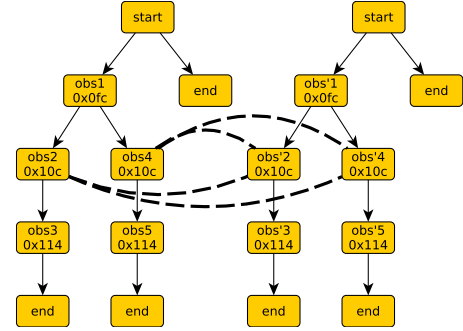 start
start
obs1
0x0fc
end
obs'1
0x0fc
end
obs2
0x10c
obs4
0x10c
obs'2
0x10c
obs'4
0x10c
obs3
0x114
obs5
0x114
obs'3
0x114
obs'5
0x114
end
end
end
end